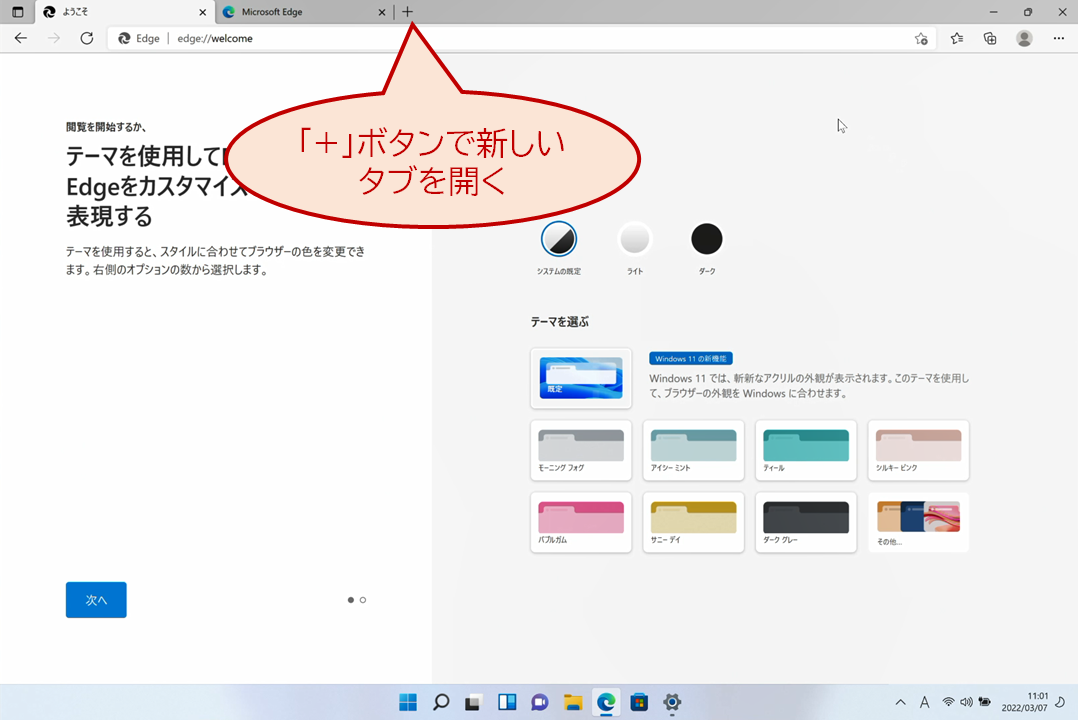 ようこそ
Microsoft Edge
Edge
edge://welcome
「＋」ボタンで新しい
タブを開く
閲覧を開始するか、
テーマを使用して
Edgeをカスタマイズ
表現する
テーマを使用すると、スタイルに合わせてブラウザーの色を変更でき
ます。右側のオプションの数から選択します。
システムの既定
ライト
ダーク
テーマを選ぶ
既定
Windows 11 の新機能
Windows 11 では、斬新なアクリルの外観が表示されます。このテーマを使用し
て、ブラウザーの外観を Windows に合わせます。
モーニング フォグ
アイシー ミント
ティール
シルキー ピンク
バブルガム
サニー デイ
ダーク グレー
その他...
次へ
A
11:01
2022/03/07